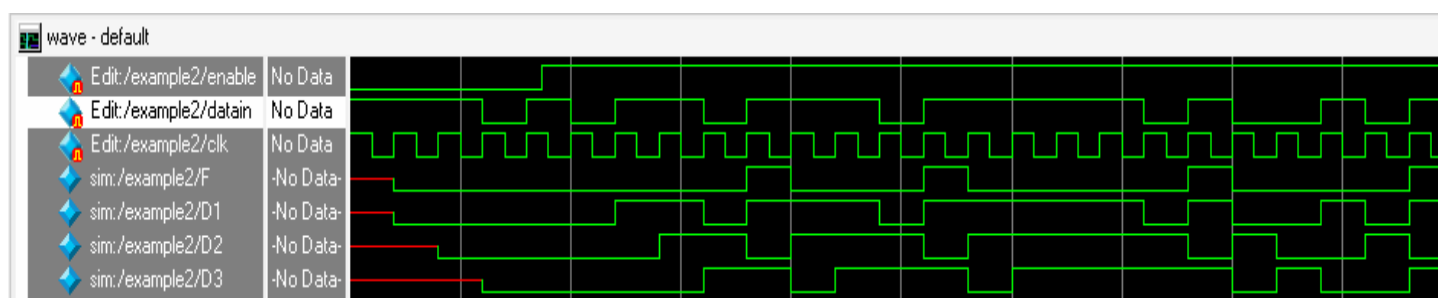 wave - default
Edit:/example2/enable No Data
Edit:/example2/datain No Data
Edit:/example2/clk No Data
sim:/example2/F -No Data-
sim:/example2/D1 -No Data-
sim:/example2/D2 -No Data-
sim:/example2/D3 -No Data-